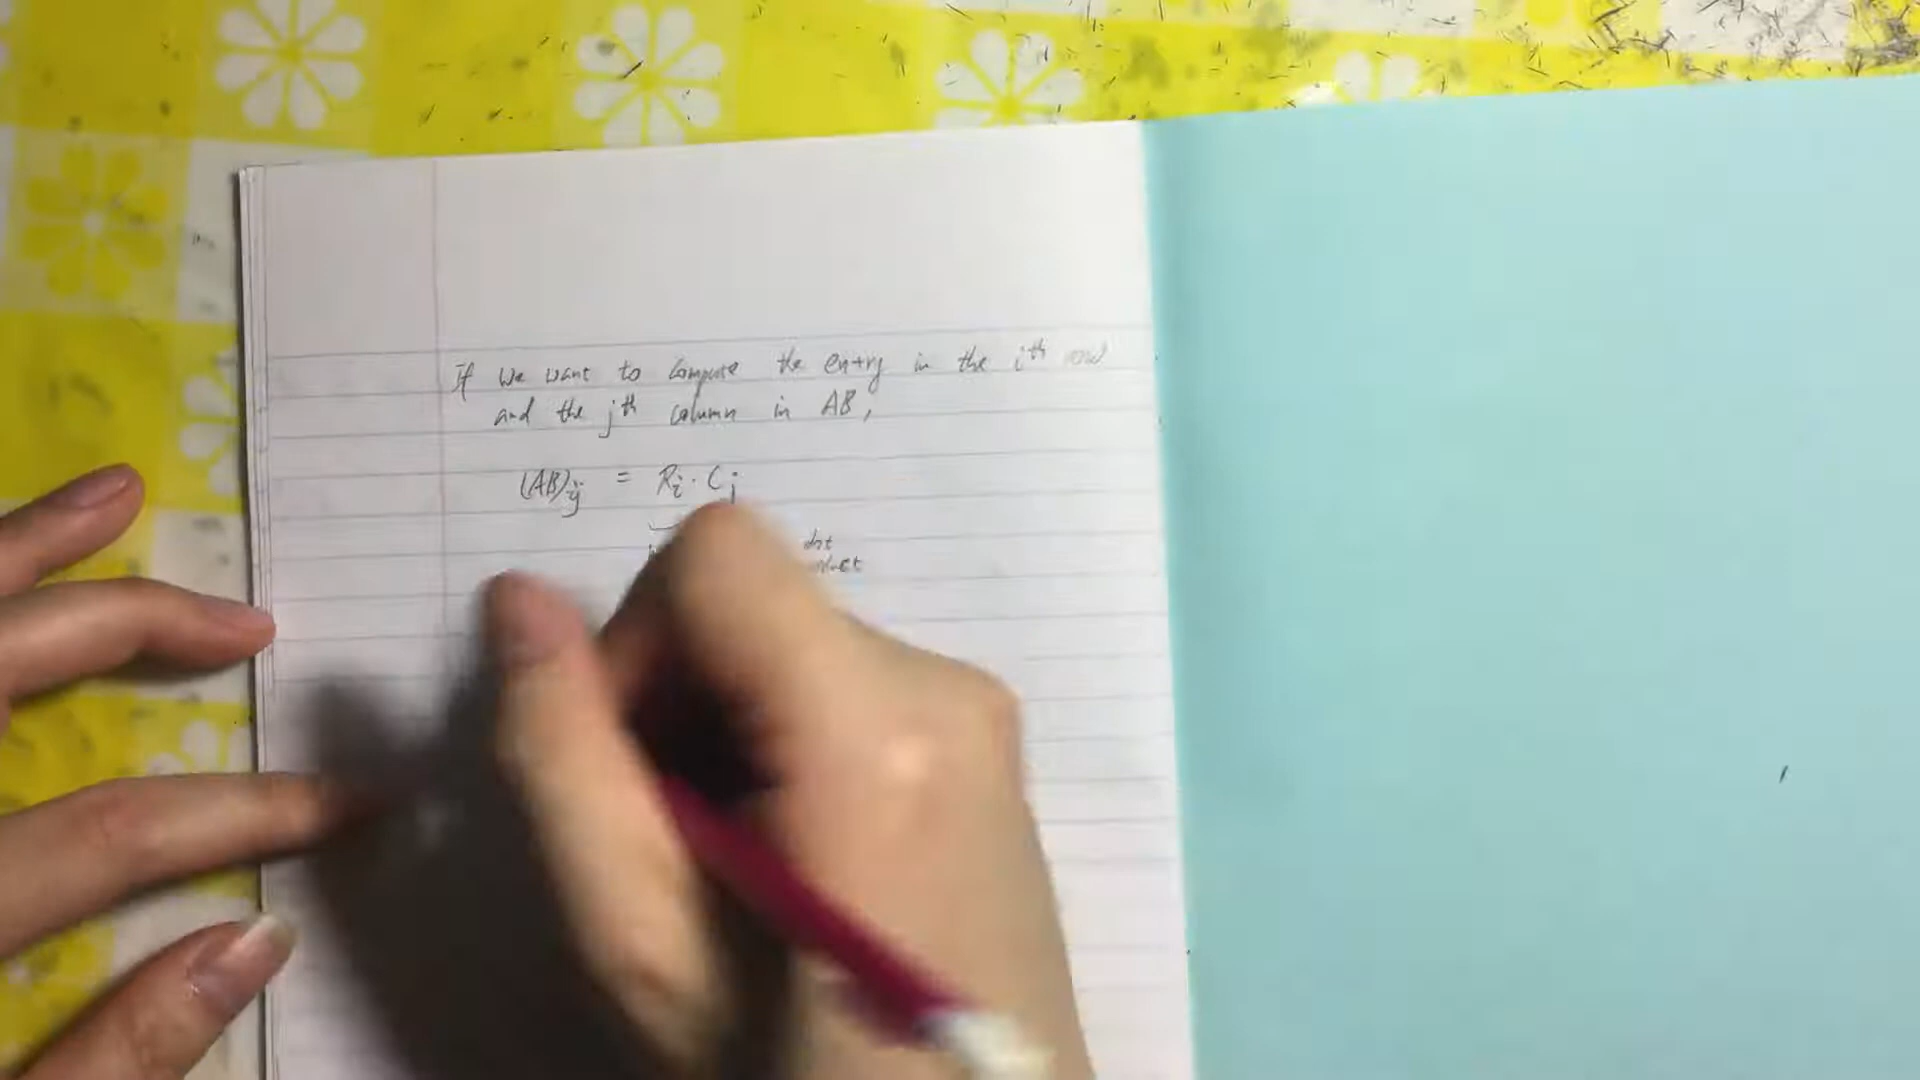 If we want to compute the entry in the ith row
and the jth column in AB,
(AB)ij = Ri · Cj
dot